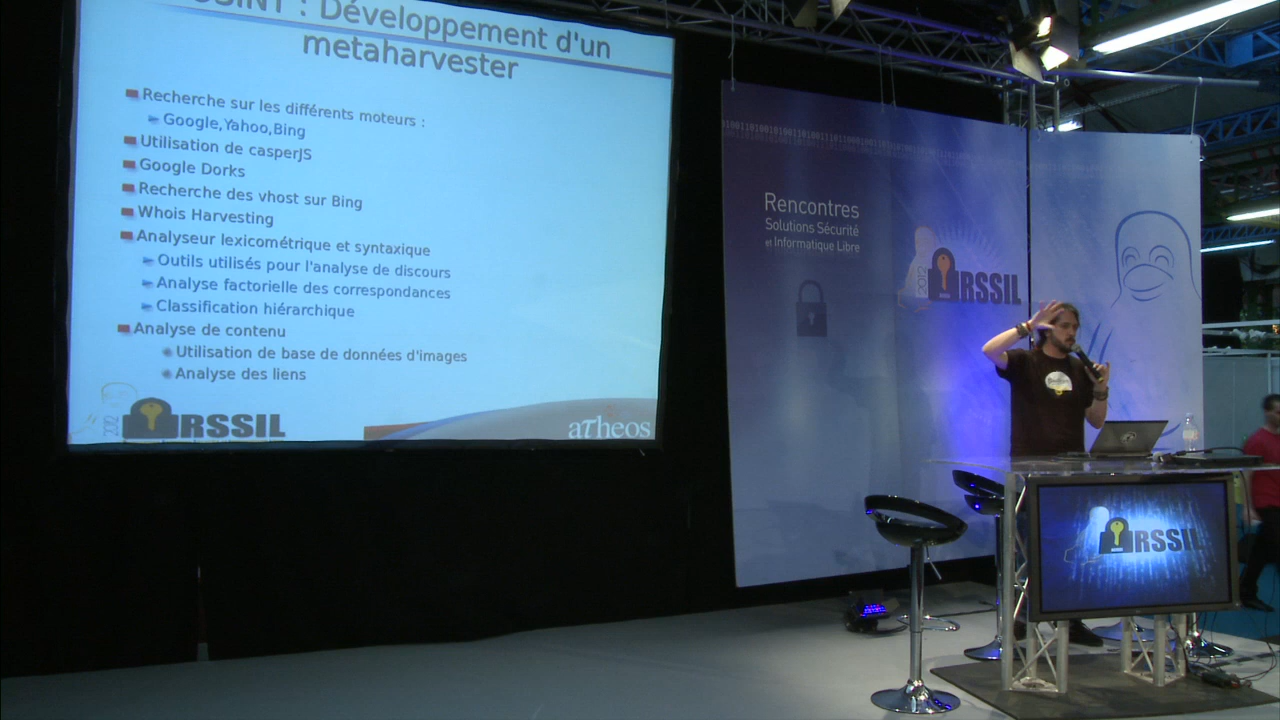 OSINT : Développement d'un
metaharvester
Recherche sur les différents moteurs :
Google,Yahoo,Bing
Utilisation de casperJS
Google Dorks
Recherche des vhost sur Bing
Whois Harvesting
Analyseur lexicométrique et syntaxique
Outils utilisés pour l'analyse de discours
Analyse factorielle des correspondances
Classification hiérarchique
Analyse de contenu
Utilisation de base de données d'images
Analyse des liens
2012
RSSIL
aτheos
Rencontres
Solutions Sécurité
et Informatique Libre
2012
RSSIL
RSSIL